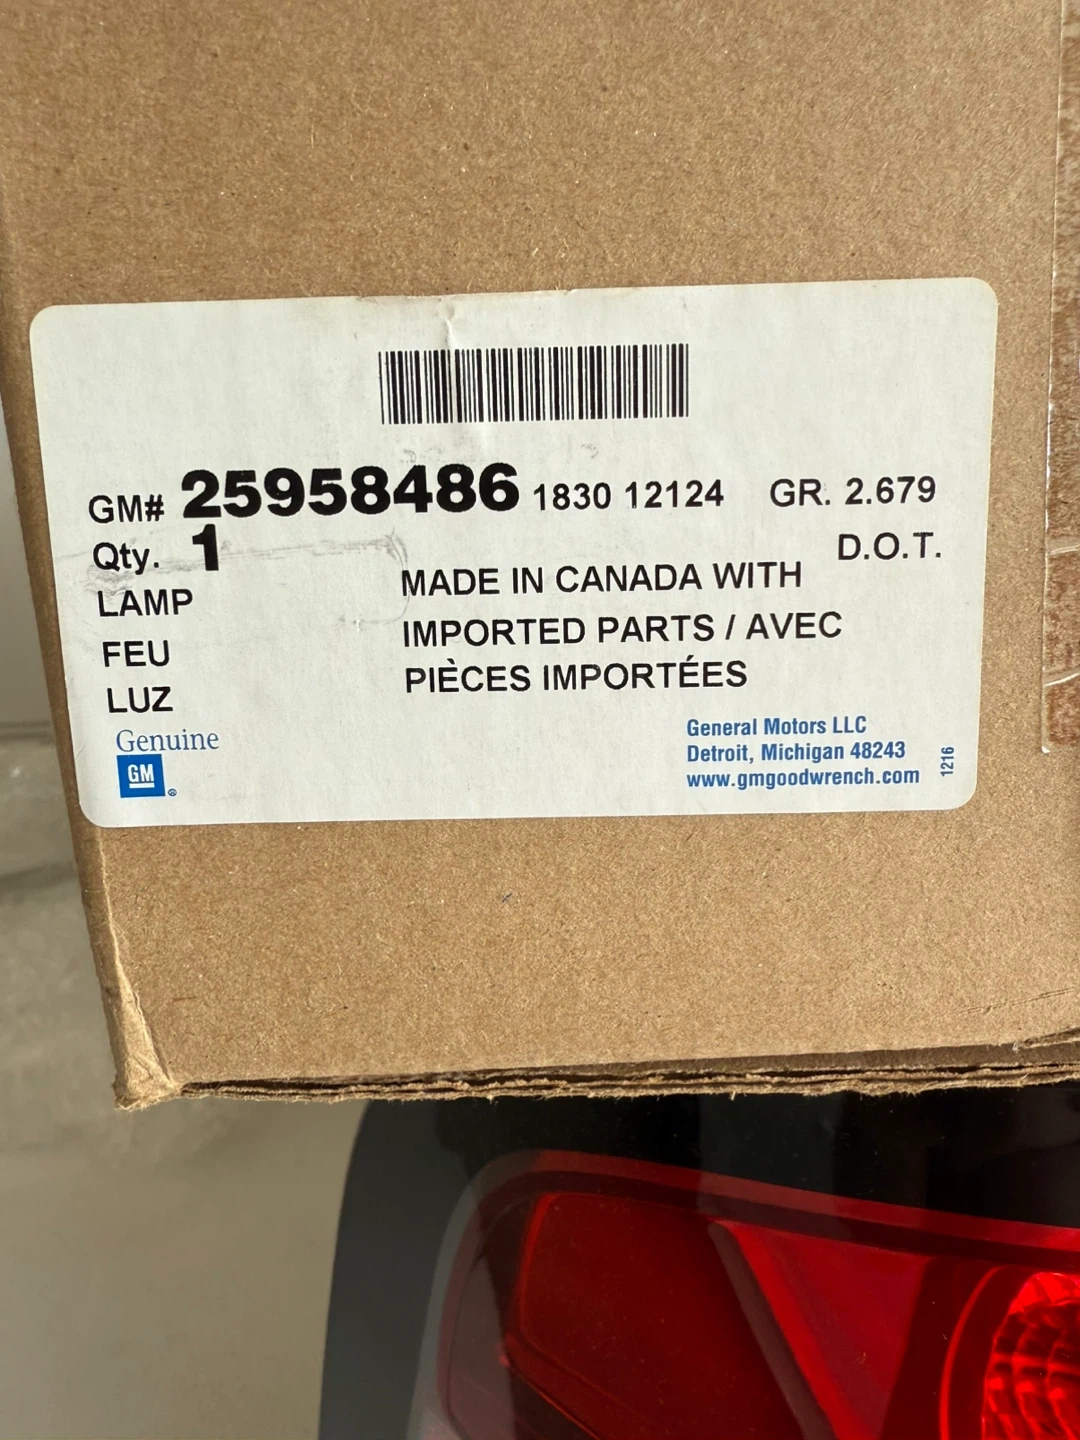 GM# 25958486 1830 12124 GR. 2.679
Qty. 1 D.O.T.
LAMP MADE IN CANADA WITH
FEU IMPORTED PARTS / AVEC
LUZ PIÈCES IMPORTÉES
Genuine
GM ®
General Motors LLC
Detroit, Michigan 48243
www.gmgoodwrench.com
1216